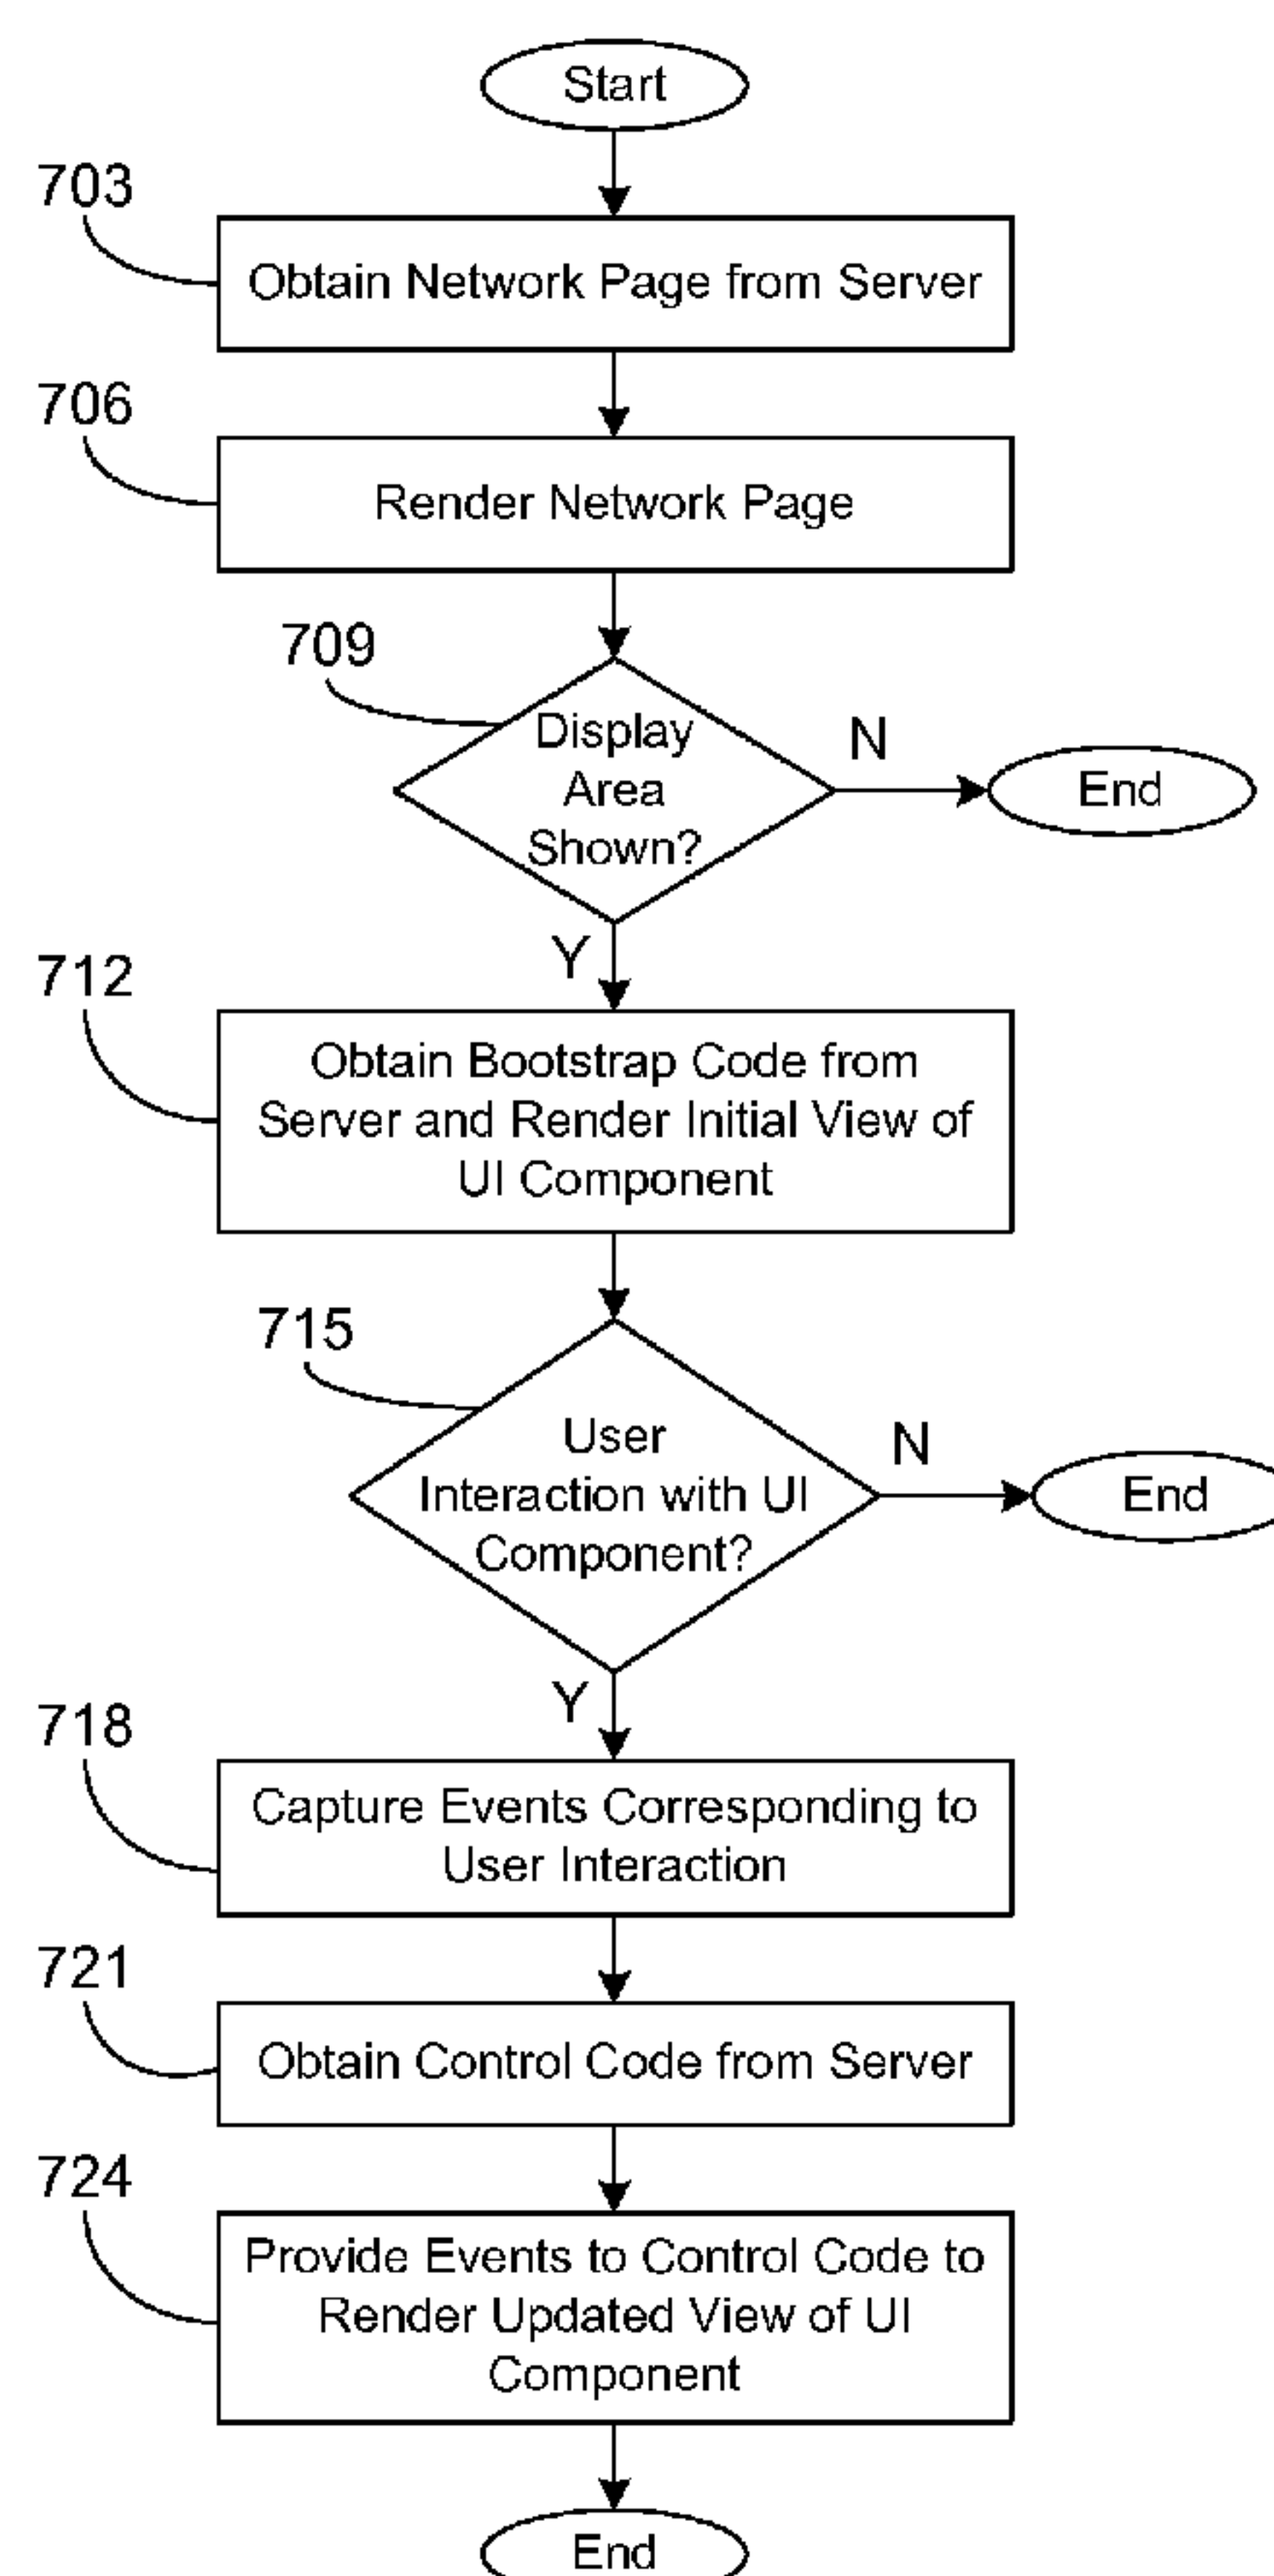 Start
703
Obtain Network Page from Server
706
Render Network Page
709
Display
Area
Shown?
N
End
Y
712
Obtain Bootstrap Code from
Server and Render Initial View of
UI Component
715
User
Interaction with UI
Component?
N
End
Y
718
Capture Events Corresponding to
User Interaction
721
Obtain Control Code from Server
724
Provide Events to Control Code to
Render Updated View of UI
Component
End